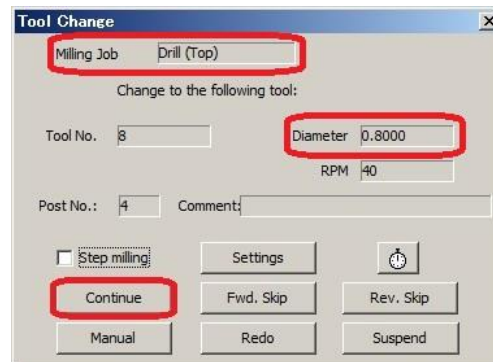 Tool Change
Milling Job Drill (Top)
Change to the following tool:
Tool No. 8 Diameter 0.8000
RPM 40
Post No.: 4 Comment:
Step milling Settings
Continue Fwd. Skip Rev. Skip
Manual Redo Suspend